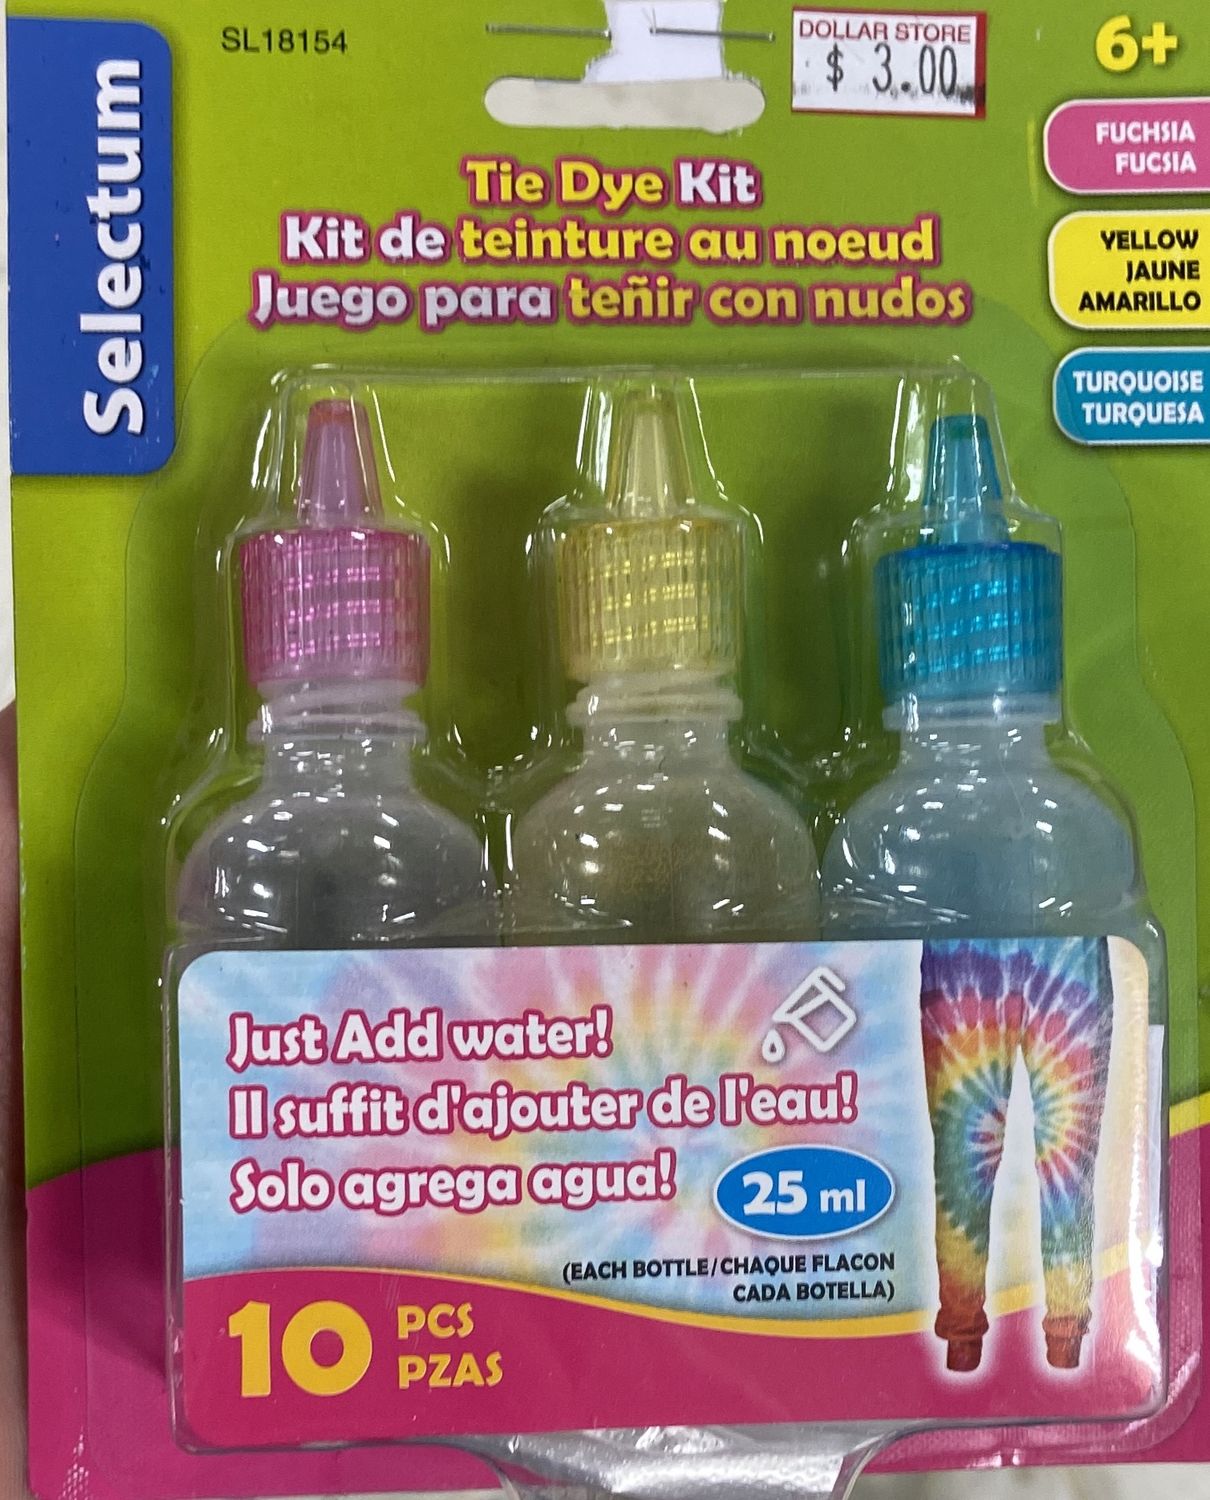 SL18154
DOLLAR STORE
$ 3.00
6+
Selectum
FUCHSIA
FUCSIA
YELLOW
JAUNE
AMARILLO
TURQUOISE
TURQUESA
Tie Dye Kit
Kit de teinture au noeud
Juego para teñir con nudos
Just Add water!
Il suffit d'ajouter de l'eau!
Solo agrega agua!
25 ml
(EACH BOTTLE/CHAQUE FLACON
CADA BOTELLA)
10 PCS
PZAS